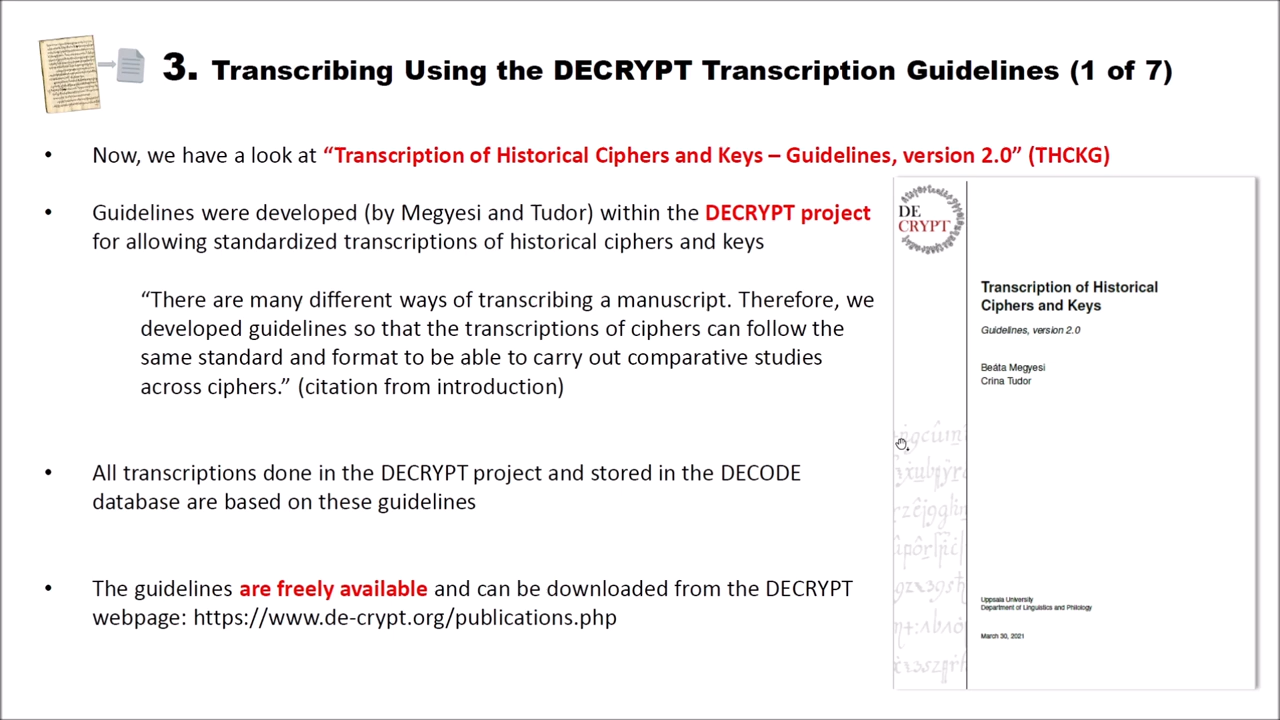 3. Transcribing Using the DECRYPT Transcription Guidelines (1 of 7)
• Now, we have a look at “Transcription of Historical Ciphers and Keys – Guidelines, version 2.0” (THCKG)
• Guidelines were developed (by Megyesi and Tudor) within the DECRYPT project
for allowing standardized transcriptions of historical ciphers and keys
“There are many different ways of transcribing a manuscript. Therefore, we
developed guidelines so that the transcriptions of ciphers can follow the
same standard and format to be able to carry out comparative studies
across ciphers.” (citation from introduction)
• All transcriptions done in the DECRYPT project and stored in the DECODE
database are based on these guidelines
• The guidelines are freely available and can be downloaded from the DECRYPT
webpage: https://www.de-crypt.org/publications.php
DE
CRYPT
Transcription of Historical
Ciphers and Keys
Guidelines, version 2.0
Beáta Megyesi
Crina Tudor
Uppsala University
Department of Linguistics and Philology
March 30, 2021